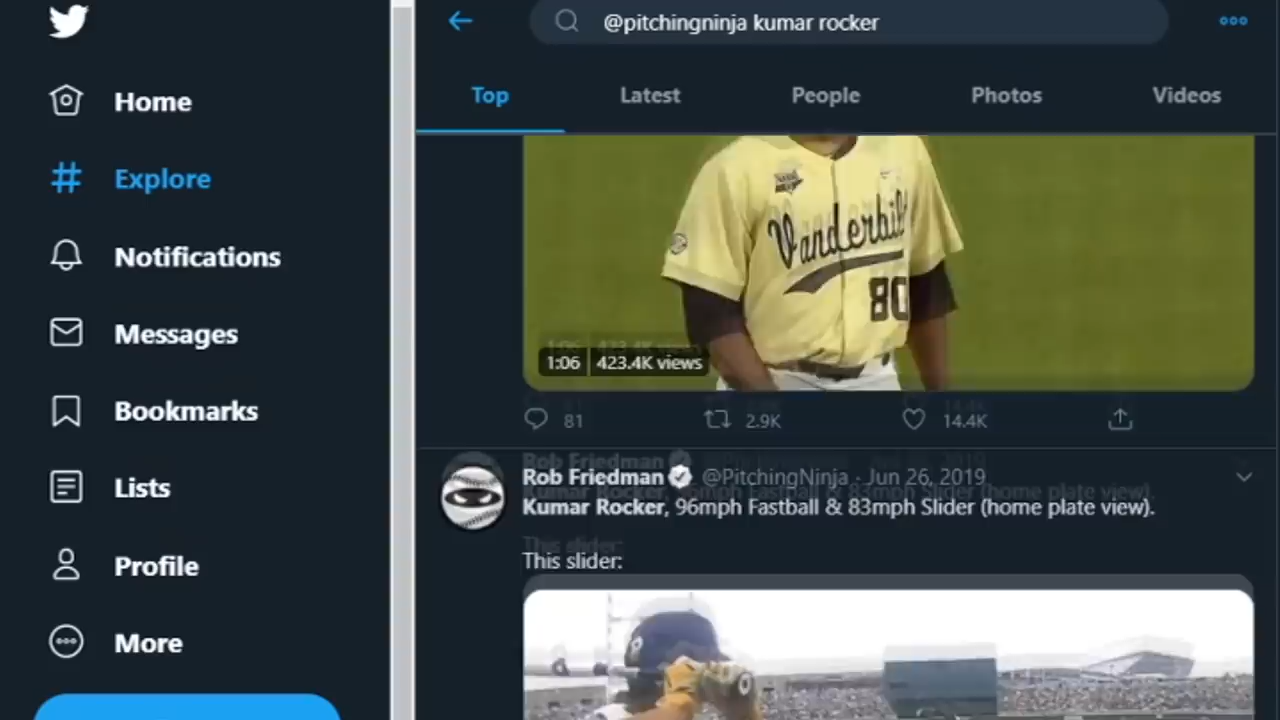 @pitchingninja kumar rocker
Home
Explore
Notifications
Messages
Bookmarks
Lists
Profile
More
Top Latest People Photos Videos
Vanderbilt
80
1:06 423.4K views
81 2.9K 14.4K
Rob Friedman @PitchingNinja · Jun 26, 2019
Kumar Rocker, 96mph Fastball & 83mph Slider (home plate view).
This slider: